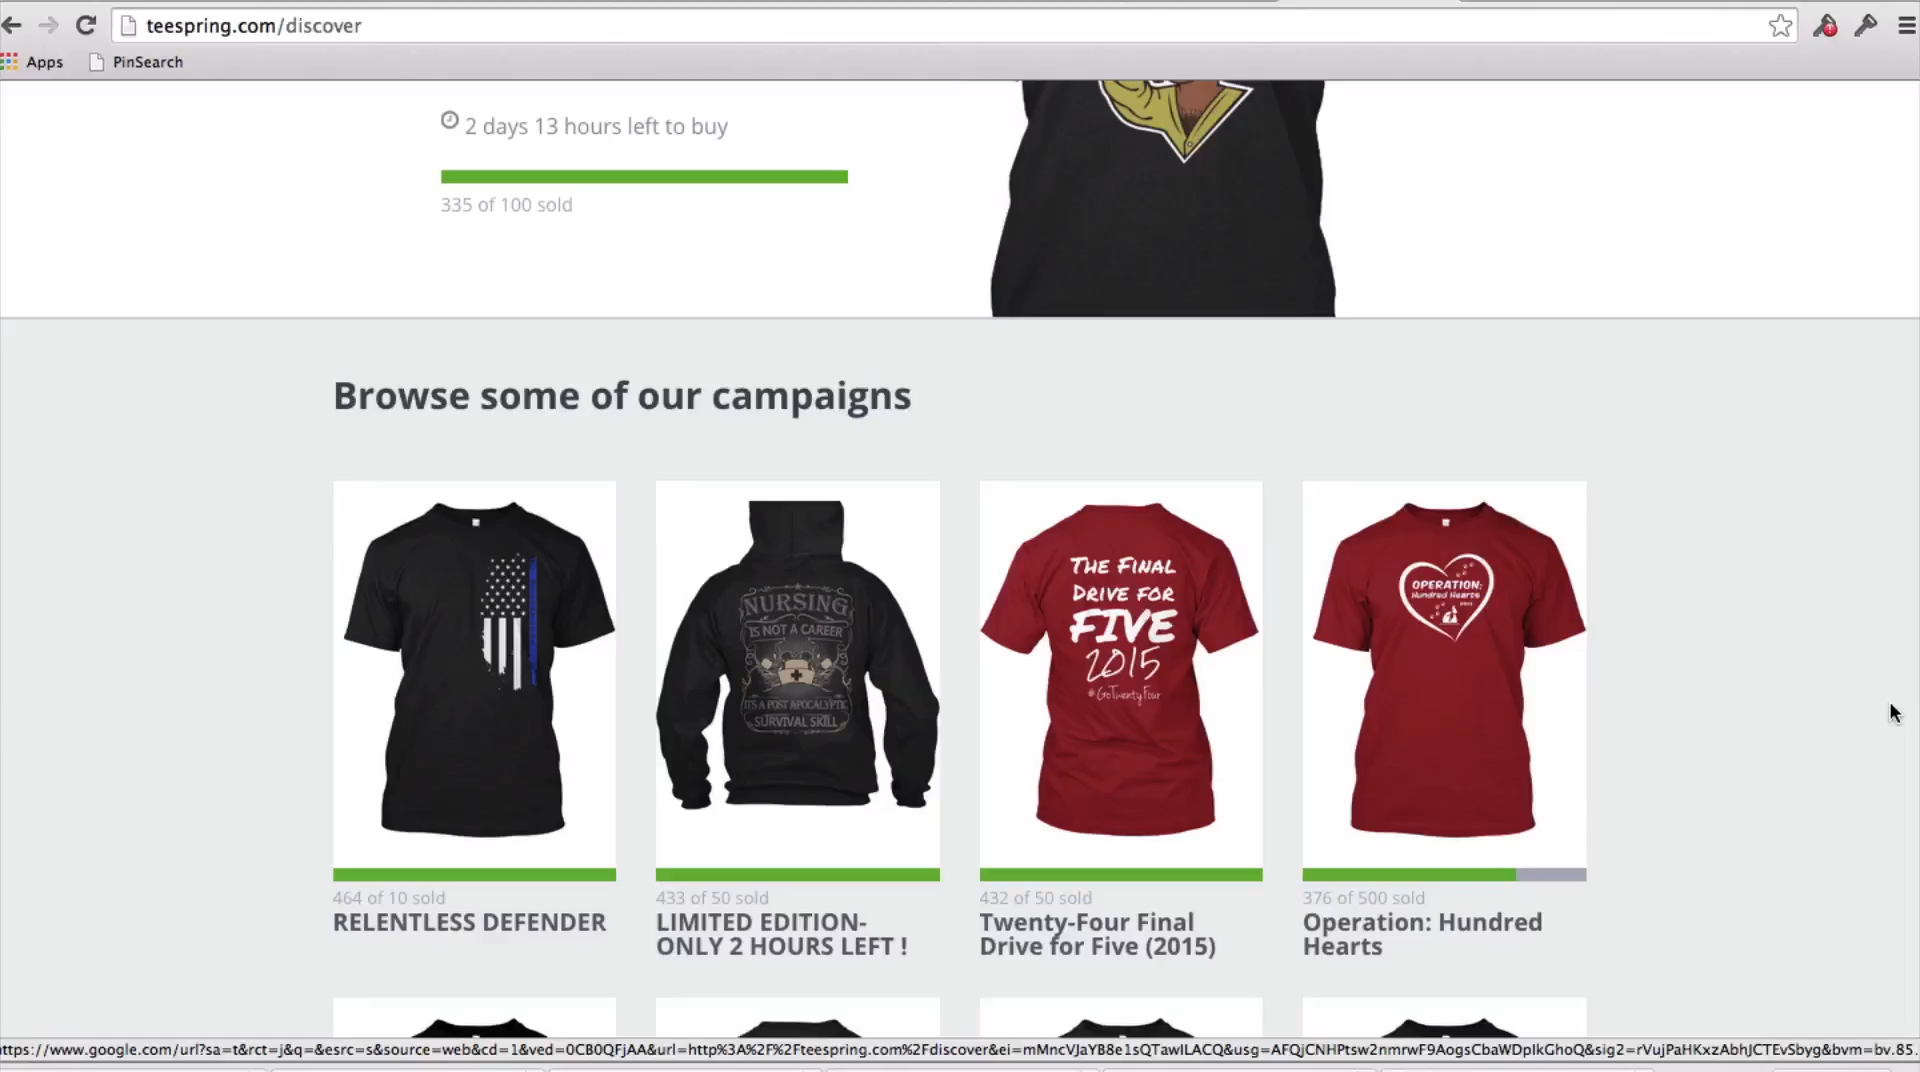 teespring.com/discover
Apps
PinSearch
2 days 13 hours left to buy
335 of 100 sold
Browse some of our campaigns
NURSING
IS NOT A CAREER
IT'S A POST APOCALYPTIC
SURVIVAL SKILL
THE FINAL
DRIVE FOR
FIVE
2015
#GoTwentyFour
OPERATION:
Hundred Hearts
464 of 10 sold
RELENTLESS DEFENDER
433 of 50 sold
LIMITED EDITION-
ONLY 2 HOURS LEFT !
432 of 50 sold
Twenty-Four Final
Drive for Five (2015)
376 of 500 sold
Operation: Hundred
Hearts
ttps://www.google.com/url?sa=t&rct=j&q=&esrc=s&source=web&cd=1&ved=0CB0QFjAA&url=http%3A%2F%2Fteespring.com%2Fdiscover&ei=mMncVJaYB8e1sQTawILACQ&usg=AFQjCNHPtsw2nmrwF9AogsCbaWDpIkGhoQ&sig2=rVujPaHKxzAbhJCTEvSbyg&bvm=bv.85.